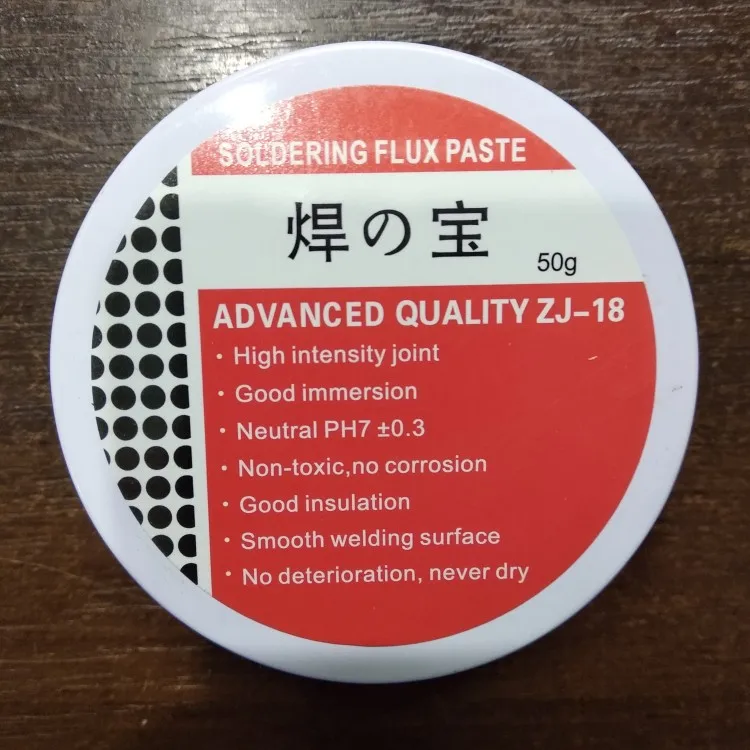 SOLDERING FLUX PASTE
焊の宝
50g
ADVANCED QUALITY ZJ-18
· High intensity joint
· Good immersion
· Neutral PH7 ±0.3
· Non-toxic,no corrosion
· Good insulation
· Smooth welding surface
· No deterioration, never dry